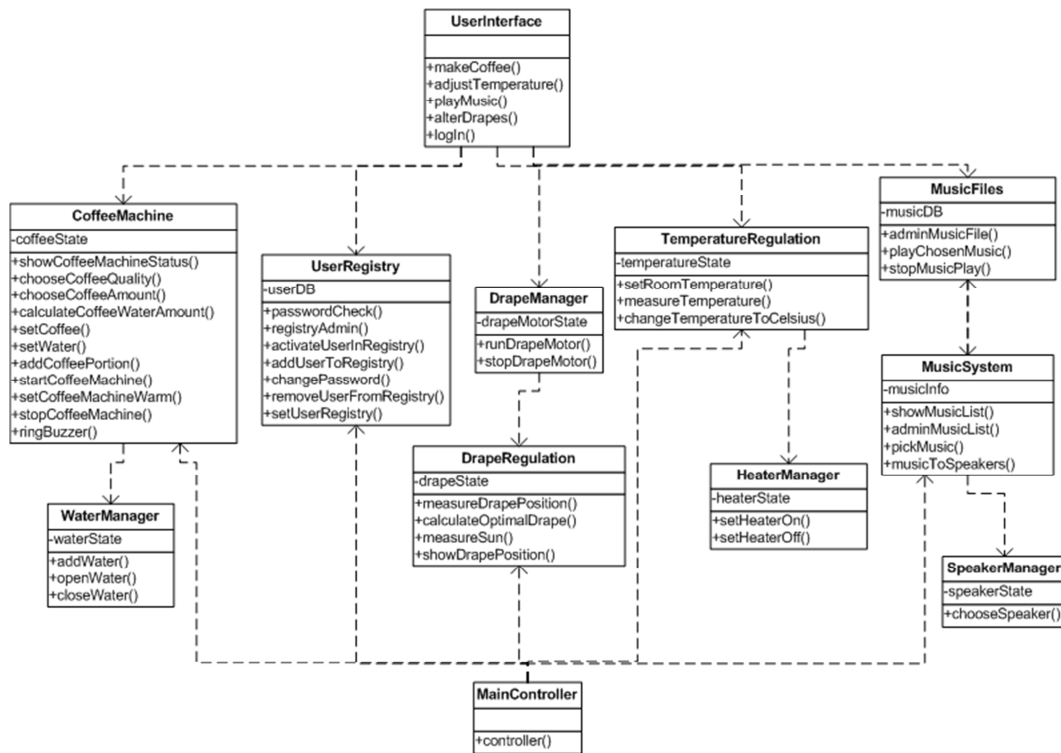 UserInterface
+makeCoffee()
+adjustTemperature()
+playMusic()
+alterDrapes()
+logIn()
CoffeeMachine
-coffeeState
+showCoffeeMachineStatus()
+chooseCoffeeQuality()
+chooseCoffeeAmount()
+calculateCoffeeWaterAmount()
+setCoffee()
+setWater()
+addCoffeePortion()
+startCoffeeMachine()
+setCoffeeMachineWarm()
+stopCoffeeMachine()
+ringBuzzer()
UserRegistry
-userDB
+passwordCheck()
+registryAdmin()
+activateUserInRegistry()
+addUserToRegistry()
+changePassword()
+removeUserFromRegistry()
+setUserRegistry()
DrapeManager
-drapeMotorState
+runDrapeMotor()
+stopDrapeMotor()
TemperatureRegulation
-temperatureState
+setRoomTemperature()
+measureTemperature()
+changeTemperatureToCelsius()
MusicFiles
-musicDB
+adminMusicFile()
+playChosenMusic()
+stopMusicPlay()
MusicSystem
-musicInfo
+showMusicList()
+adminMusicList()
+pickMusic()
+musicToSpeakers()
WaterManager
-waterState
+addWater()
+openWater()
+closeWater()
DrapeRegulation
-drapeState
+measureDrapePosition()
+calculateOptimalDrape()
+measureSun()
+showDrapePosition()
HeaterManager
-heaterState
+setHeaterOn()
+setHeaterOff()
SpeakerManager
-speakerState
+chooseSpeaker()
MainController
+controller()